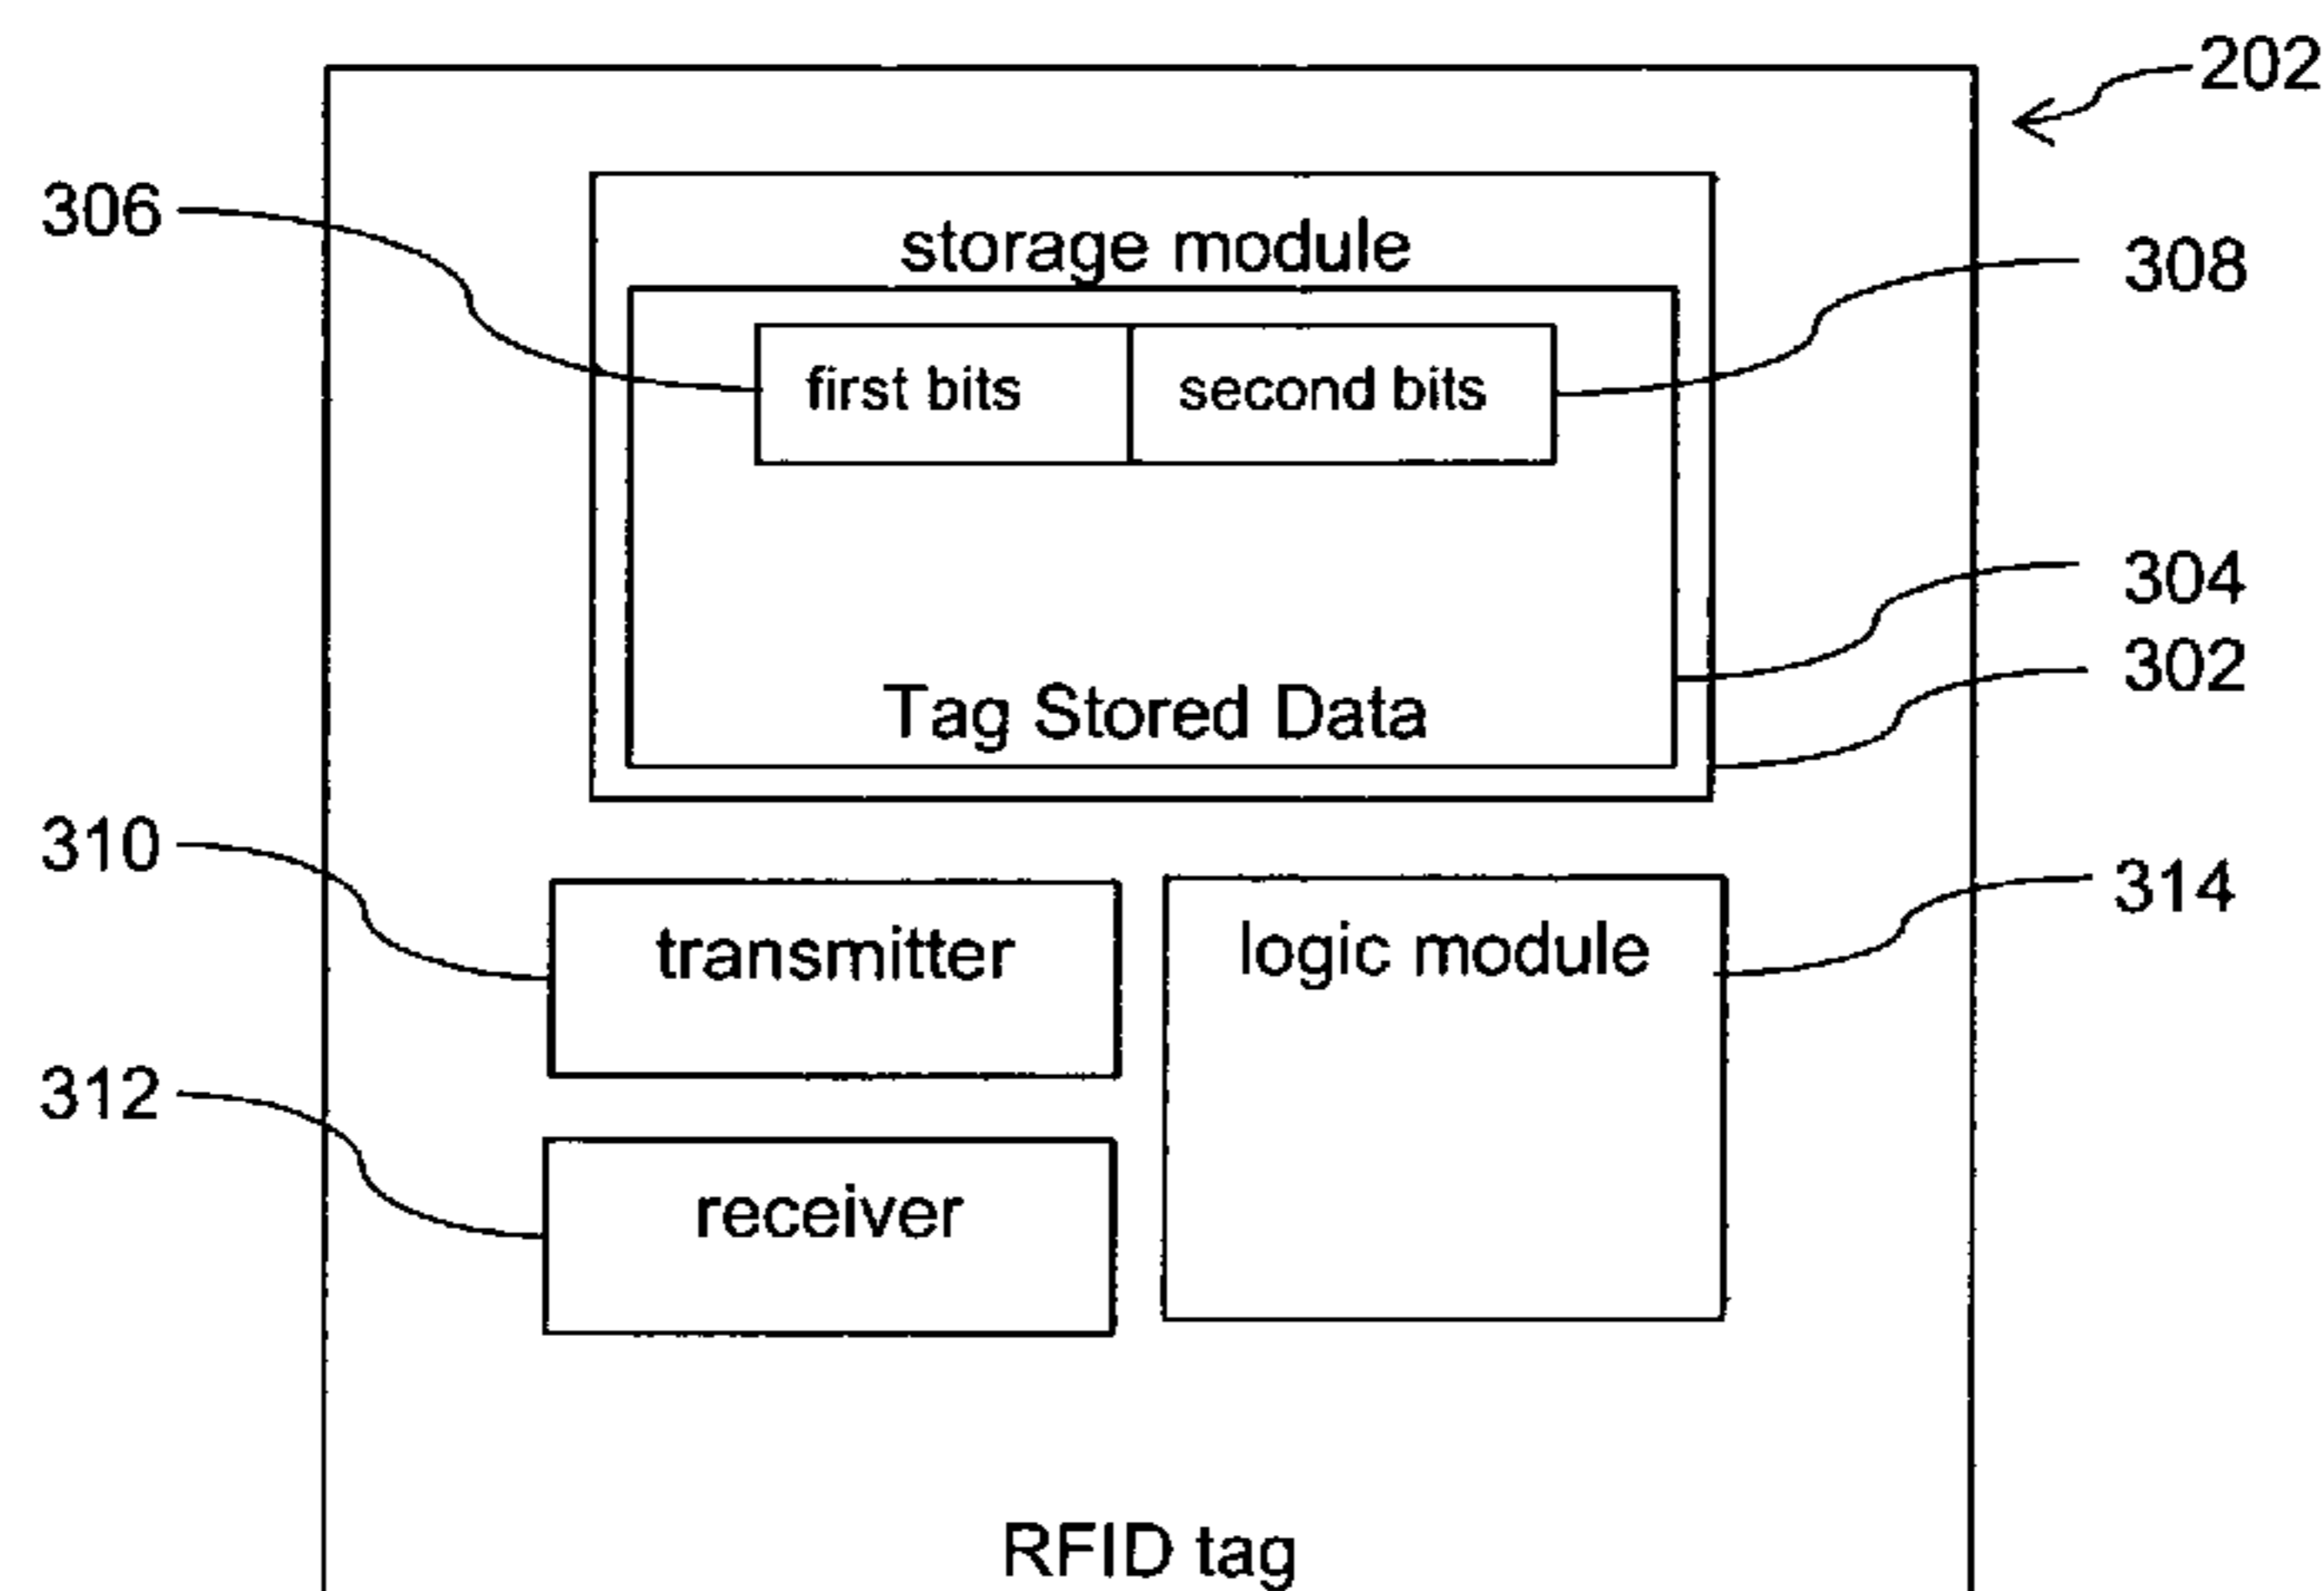 202
306
storage module
308
first bits second bits
304
302
Tag Stored Data
310
transmitter
logic module
314
312
receiver
RFID tag